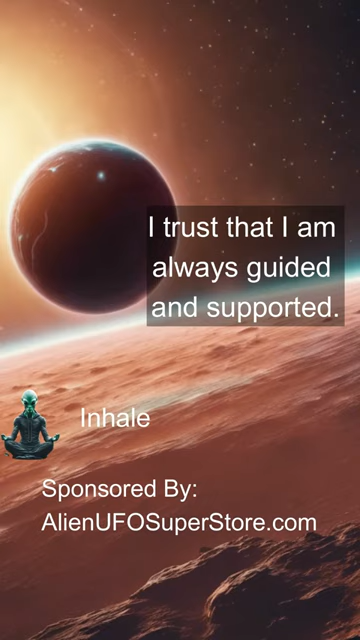 I trust that I am
always guided
and supported.
Inhale
Sponsored By:
AlienUFOSuperStore.com